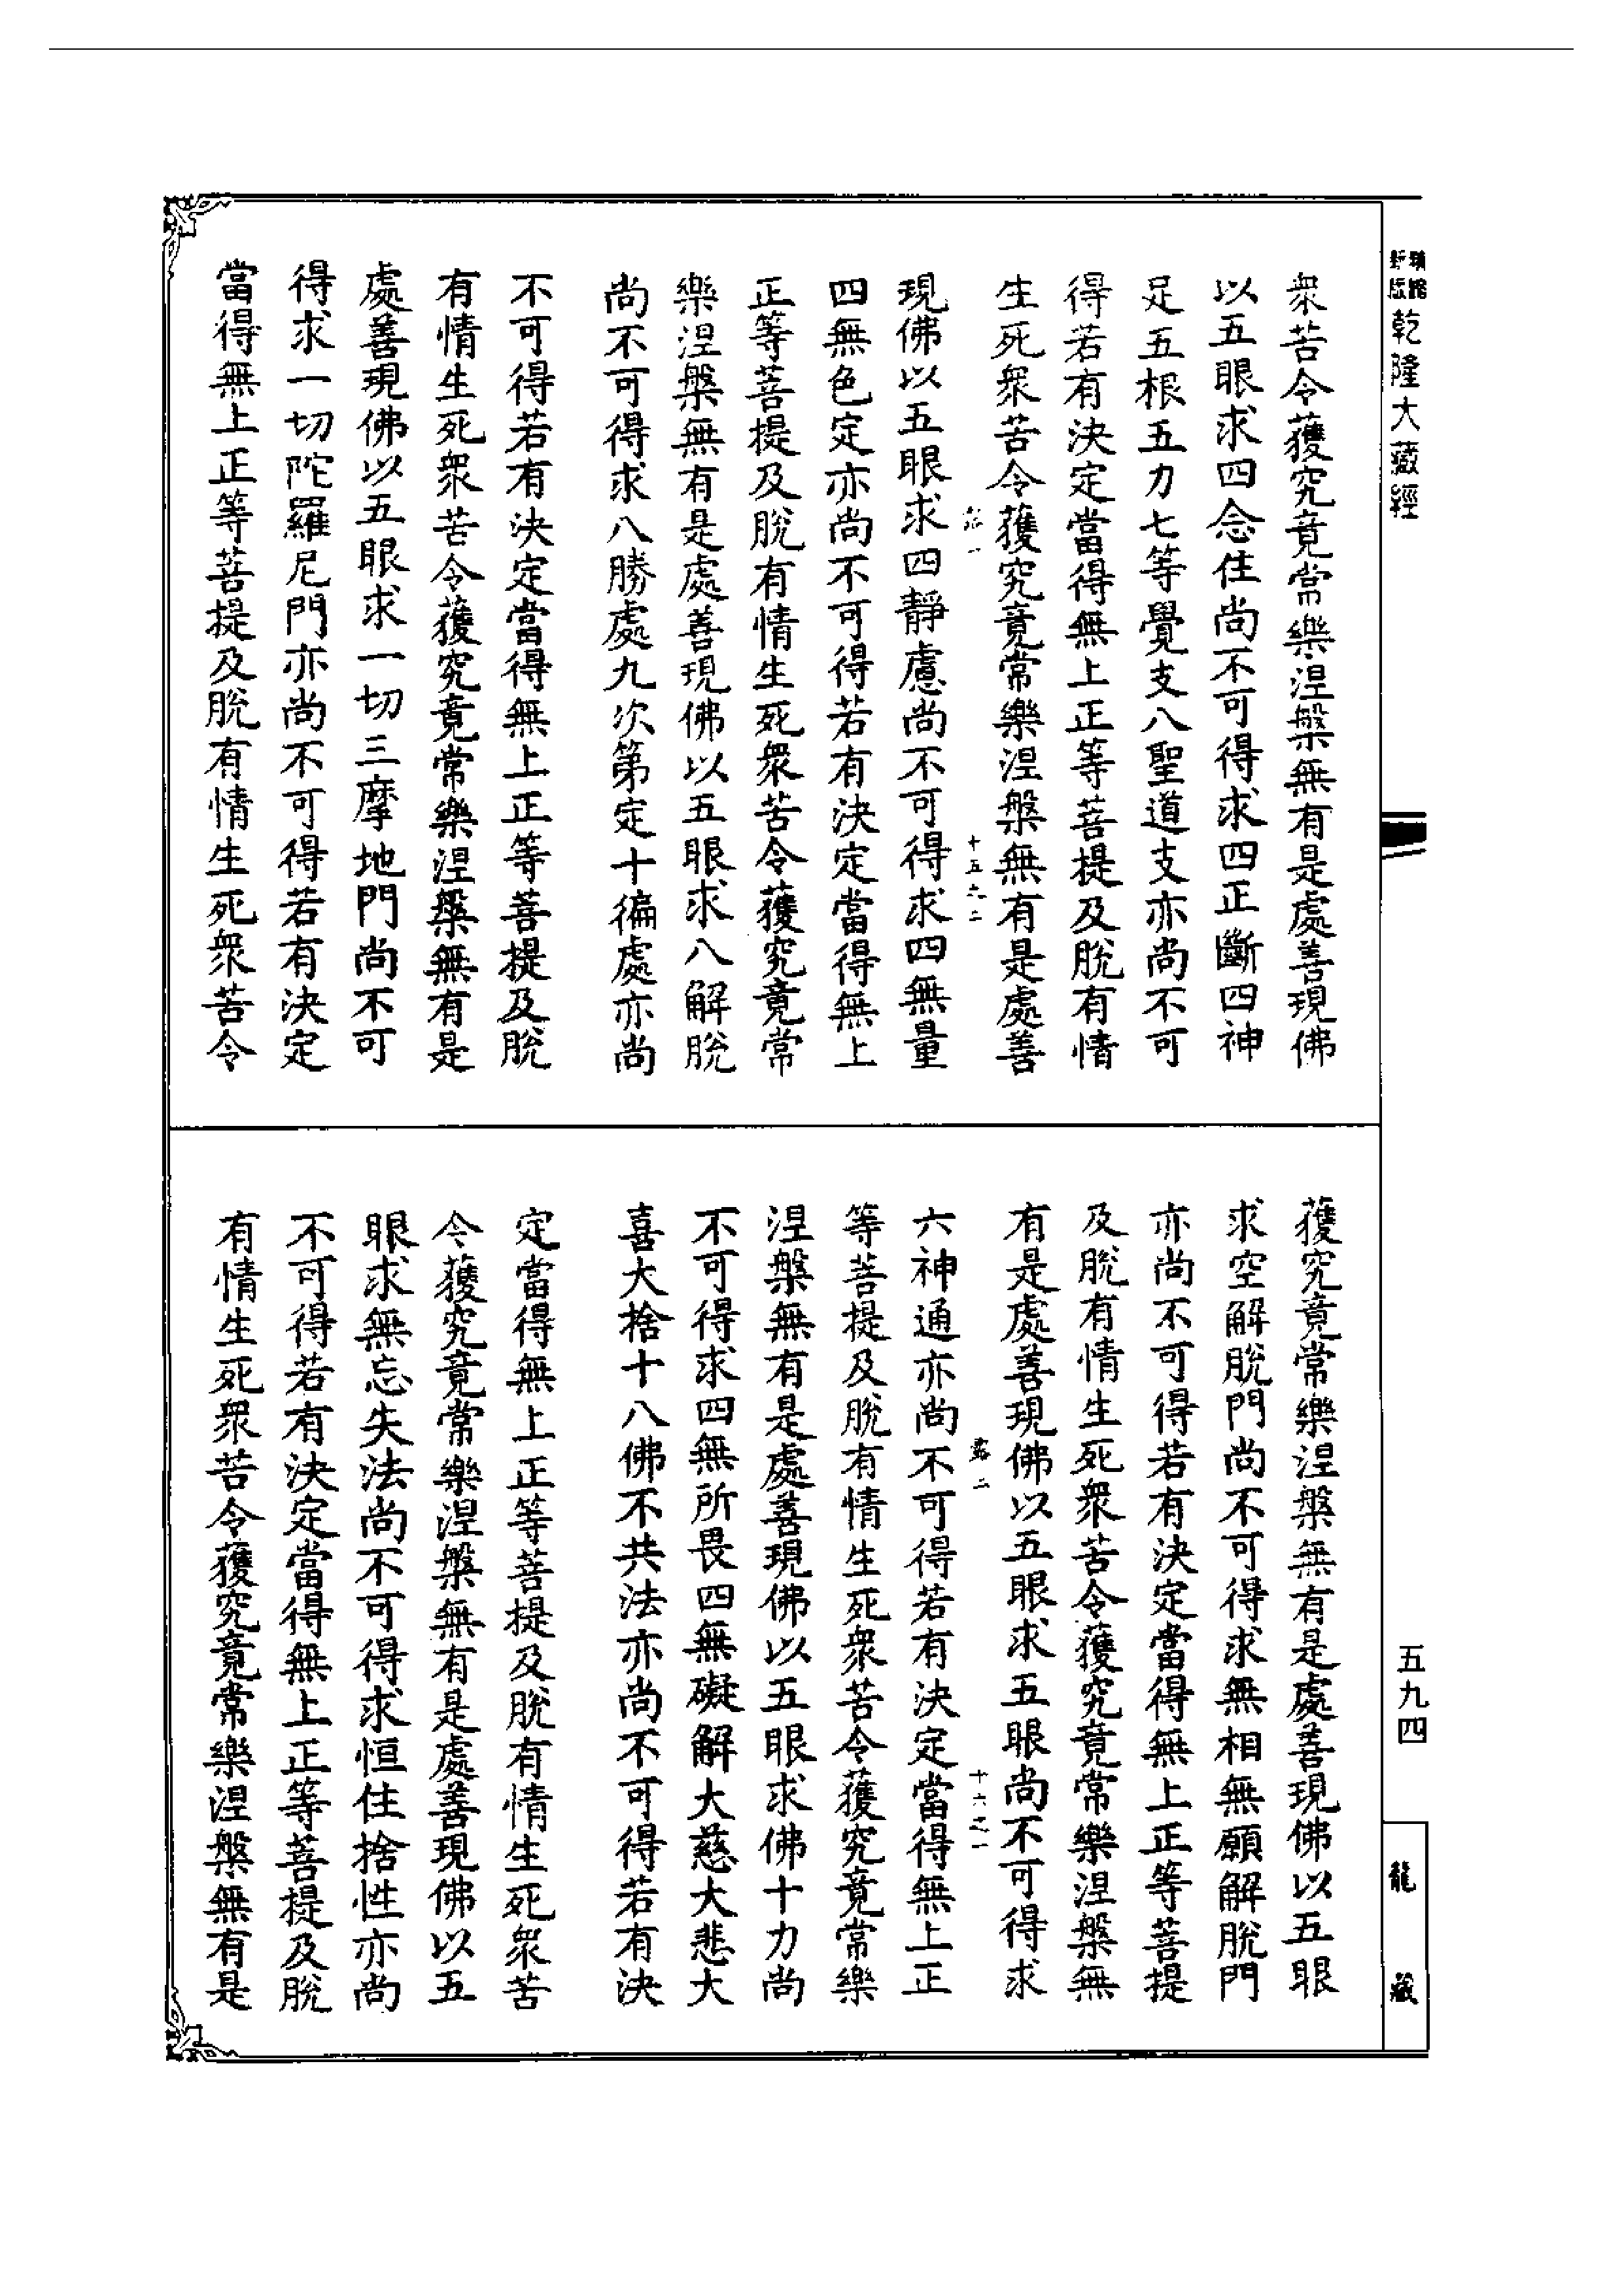 乾隆大藏經
眾苦令獲究竟常樂涅槃無有是處善現佛
以五眼求四念住尚不可得求四正斷四神
足五根五力七等覺支八聖道支亦尚不可
得若有決定當得無上正等菩提及脫有情
生死眾苦令獲究竟常樂涅槃無有是處善
十五之二
現佛以五眼求四靜慮尚不可得求四無量
四無色定亦尚不可得若有決定當得無上
正等菩提及脫有情生死眾苦令獲究竟常
樂涅槃無有是處善現佛以五眼求八解脫
尚不可得求八勝處九次第定十徧處亦尚
不可得若有決定當得無上正等菩提及脫
有情生死眾苦令獲究竟常樂涅槃無有是
處善現佛以五眼求一切三摩地門尚不可
得求一切陀羅尼門亦尚不可得若有決定
當得無上正等菩提及脫有情生死眾苦令
獲究竟常樂涅槃無有是處善現佛以五眼
求空解脫門尚不可得求無相無願解脫門
亦尚不可得若有決定當得無上正等菩提
及脫有情生死眾苦令獲究竟常樂涅槃無
有是處善現佛以五眼求五眼尚不可得求
十六之一
六神通亦尚不可得若有決定當得無上正
等菩提及脫有情生死眾苦令獲究竟常樂
涅槃無有是處善現佛以五眼求佛十力尚
不可得求四無所畏四無礙解大慈大悲大
喜大捨十八佛不共法亦尚不可得若有決
定當得無上正等菩提及脫有情生死眾苦
令獲究竟常樂涅槃無有是處善現佛以五
眼求無忘失法尚不可得求恒住捨性亦尚
不可得若有決定當得無上正等菩提及脫
有情生死眾苦令獲究竟常樂涅槃無有是
五九四
龍藏